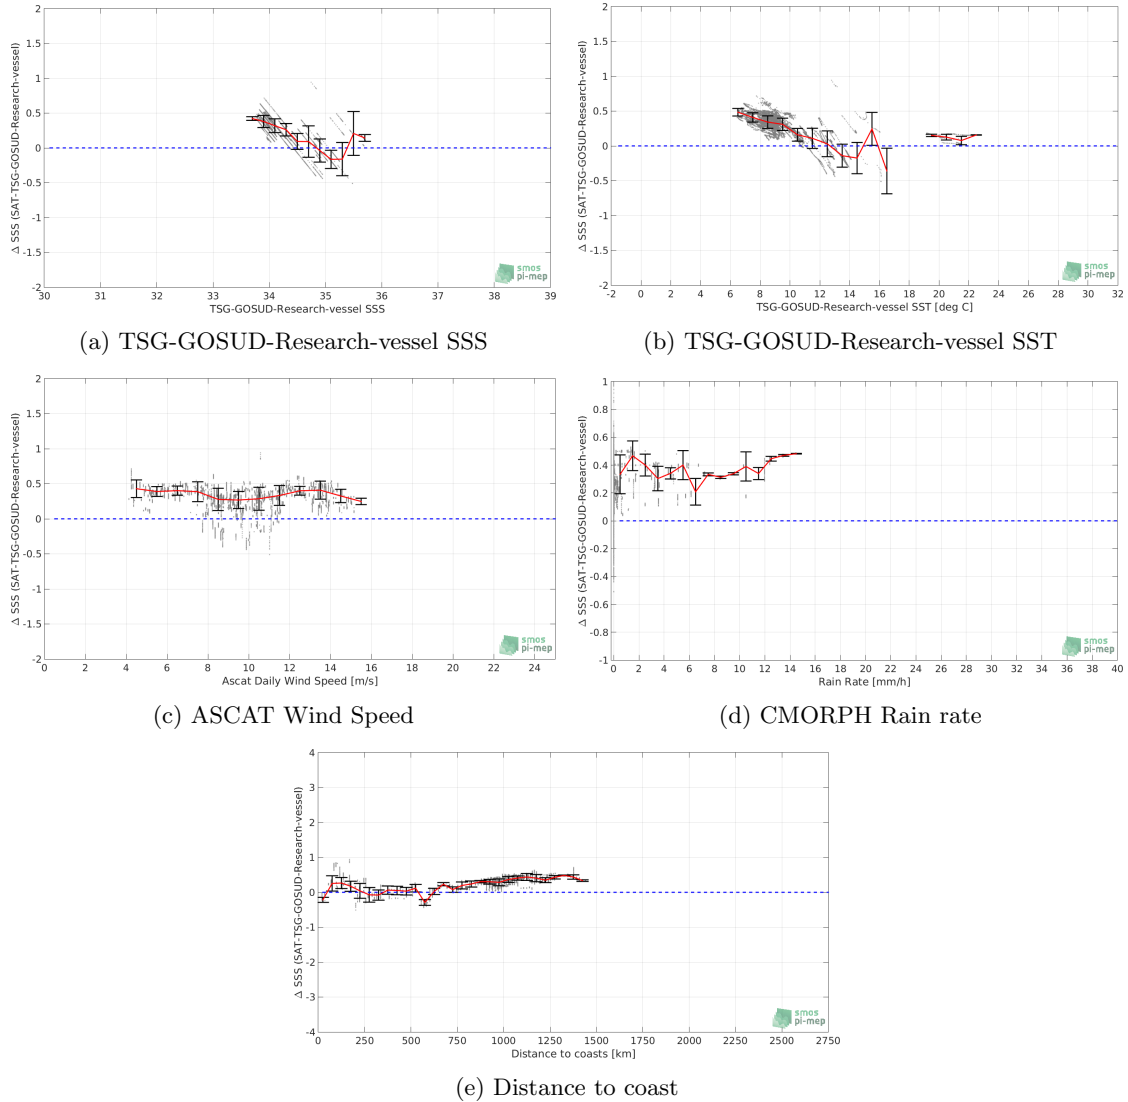 Δ SSS (SAT-TSG-GOSUD-Research-vessel)
2
1.5
1
0.5
0
-0.5
-1
-1.5
-2
smos
pi-mep
30 31 32 33 34 35 36 37 38 39
TSG-GOSUD-Research-vessel SSS
(a) TSG-GOSUD-Research-vessel SSS
Δ SSS (SAT-TSG-GOSUD-Research-vessel)
2
1.5
1
0.5
0
-0.5
-1
-1.5
-2
smos
pi-mep
-2 0 2 4 6 8 10 12 14 16 18 20 22 24 26 28 30 32
TSG-GOSUD-Research-vessel SST [deg C]
(b) TSG-GOSUD-Research-vessel SST
Δ SSS (SAT-TSG-GOSUD-Research-vessel)
2
1.5
1
0.5
0
-0.5
-1
-1.5
-2
smos
pi-mep
0 2 4 6 8 10 12 14 16 18 20 22 24
Ascat Daily Wind Speed [m/s]
(c) ASCAT Wind Speed
Δ SSS (SAT-TSG-GOSUD-Research-vessel)
1
0.8
0.6
0.4
0.2
0
-0.2
-0.4
-0.6
-0.8
-1
smos
pi-mep
0 2 4 6 8 10 12 14 16 18 20 22 24 26 28 30 32 34 36 38 40
Rain Rate [mm/h]
(d) CMORPH Rain rate
Δ SSS (SAT-TSG-GOSUD-Research-vessel)
4
3
2
1
0
-1
-2
-3
-4
smos
pi-mep
0 250 500 750 1000 1250 1500 1750 2000 2250 2500 2750
Distance to coasts [km]
(e) Distance to coast